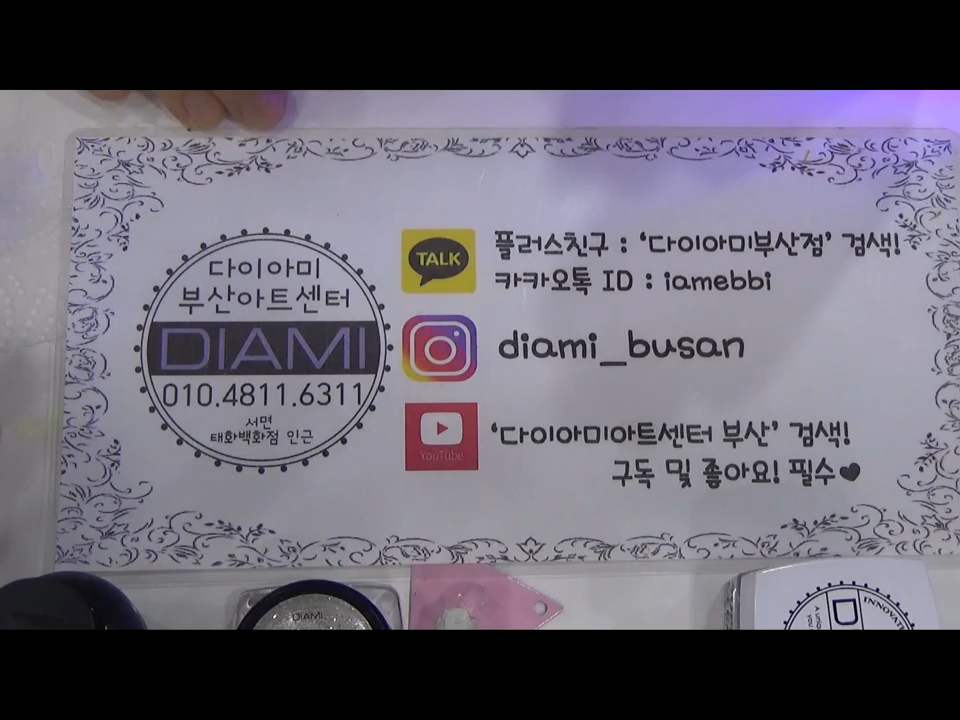 다이아미
부산아트센터
DIAMI
010.4811.6311
서면
태화백화점 인근
TALK
플러스친구 : '다이아미부산점' 검색!
카카오톡 ID : iamebbi
diami_busan
YouTube
'다이아미아트센터 부산' 검색!
구독 및 좋아요! 필수♥
DIAMI